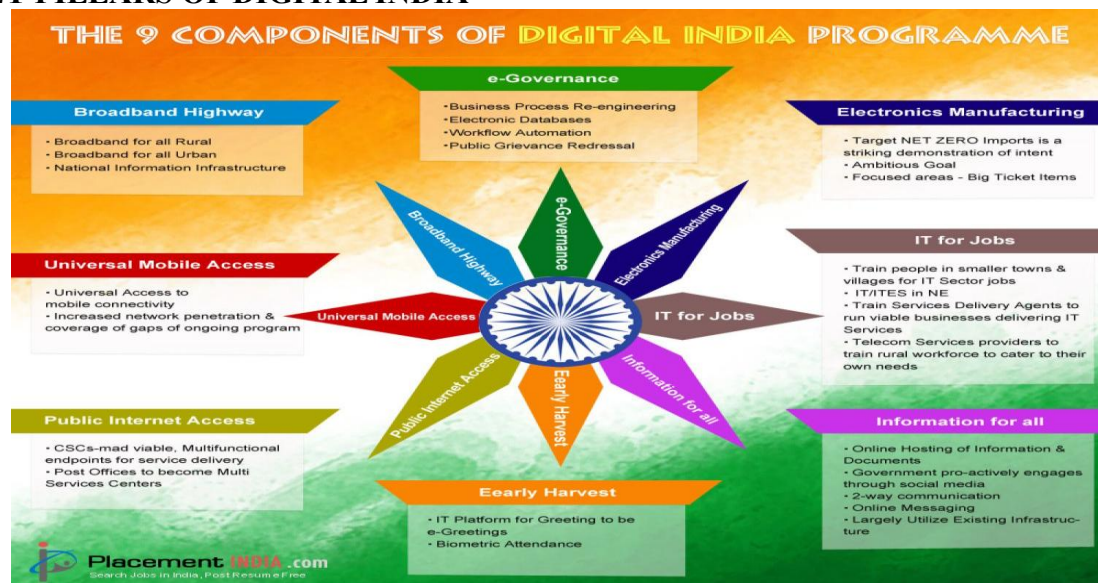 PILLARS OF DIGITAL INDIA
THE 9 COMPONENTS OF DIGITAL INDIA PROGRAMME
e-Governance
•Business Process Re-engineering
•Electronic Databases
•Workflow Automation
•Public Grievance Redressal
Broadband Highway
• Broadband for all Rural
• Broadband for all Urban
• National Information Infrastructure
Electronics Manufacturing
• Target NET ZERO Imports is a
striking demonstration of intent
• Ambitious Goal
• Focused areas - Big Ticket Items
Universal Mobile Access
• Universal Access to
mobile connectivity
• Increased network penetration &
coverage of gaps of ongoing program
IT for Jobs
• Train people in smaller towns &
villages for IT Sector jobs
• IT/ITES in NE
• Train Services Delivery Agents to
run viable businesses delivering IT
Services
• Telecom Services providers to
train rural workforce to cater to their
own needs
Broadband Highway
e-Governance
Electronics Manufacturing
Universal Mobile Access
IT for Jobs
Public Internet Access
Eearly Harvest
Information for all
Public Internet Access
• CSCs-mad viable, Multifunctional
endpoints for service delivery
• Post Offices to become Multi
Services Centers
Eearly Harvest
• IT Platform for Greeting to be
e-Greetings
• Biometric Attendance
Information for all
• Online Hosting of Information &
Documents
• Government pro-actively engages
through social media
• 2-way communication
• Online Messaging
• Largely Utilize Existing Infrastruc-
ture
Placement INDIA.com
Search Jobs in India, Post Resume Free